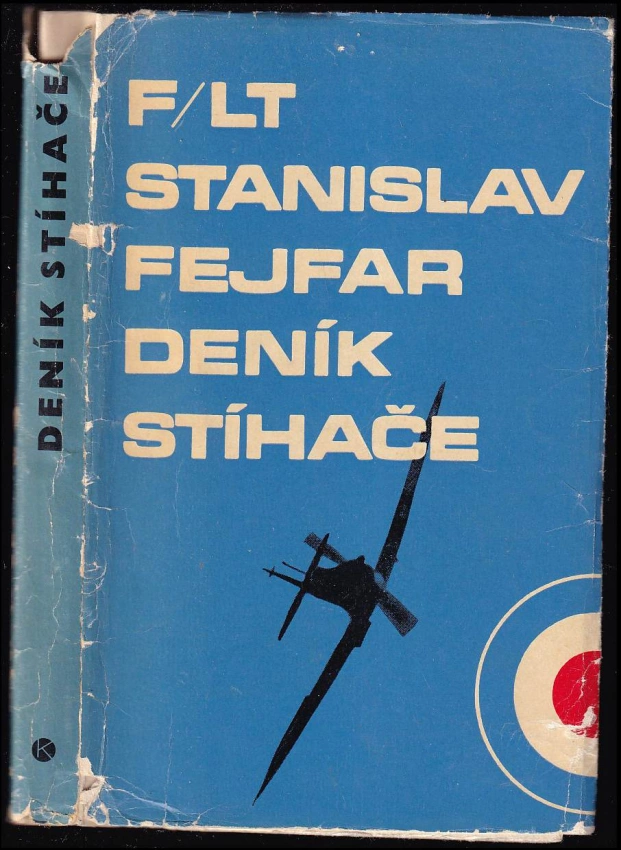 F/LT
STANISLAV
FEJFAR
DENÍK
STÍHAČE
DENÍK STÍHAČE
K